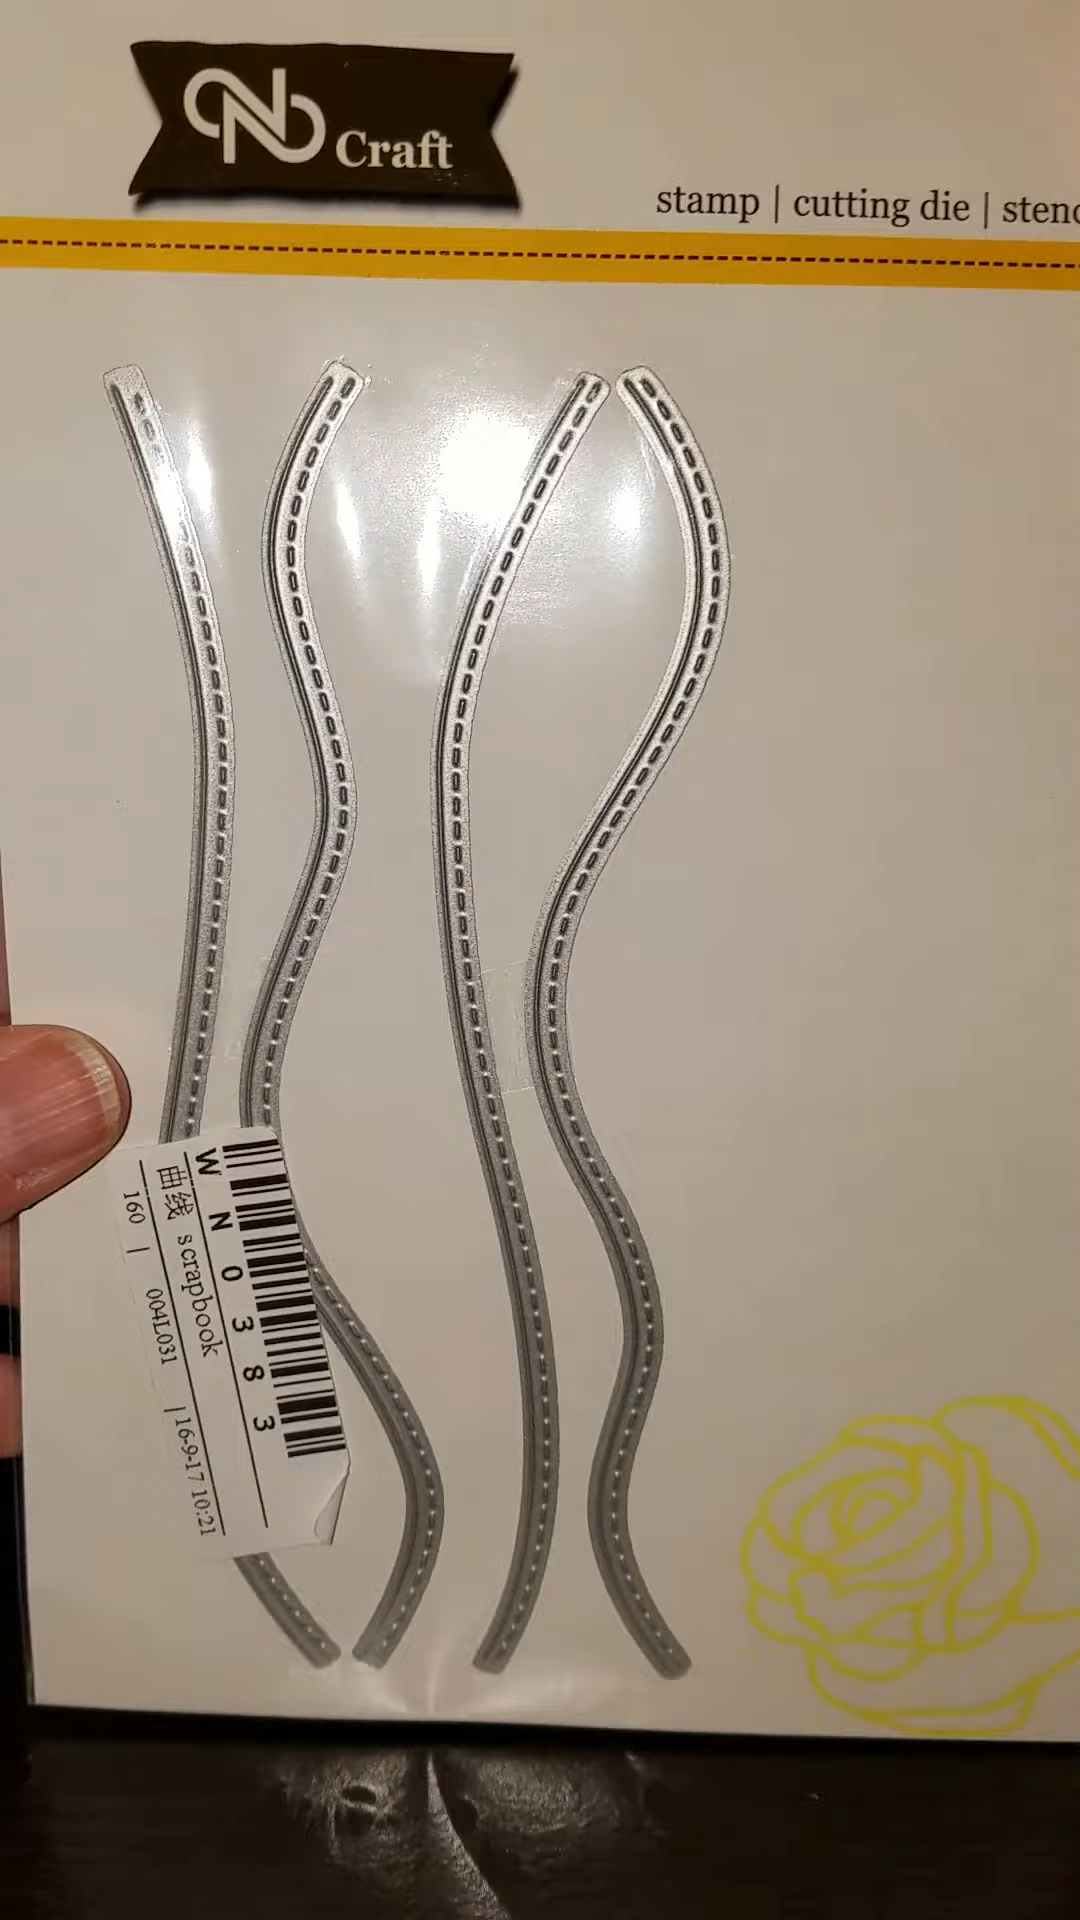 N Craft
stamp | cutting die | stenc
WN0383
曲线 scrapbook
160 | 004L031 | 16-9-17 10:21